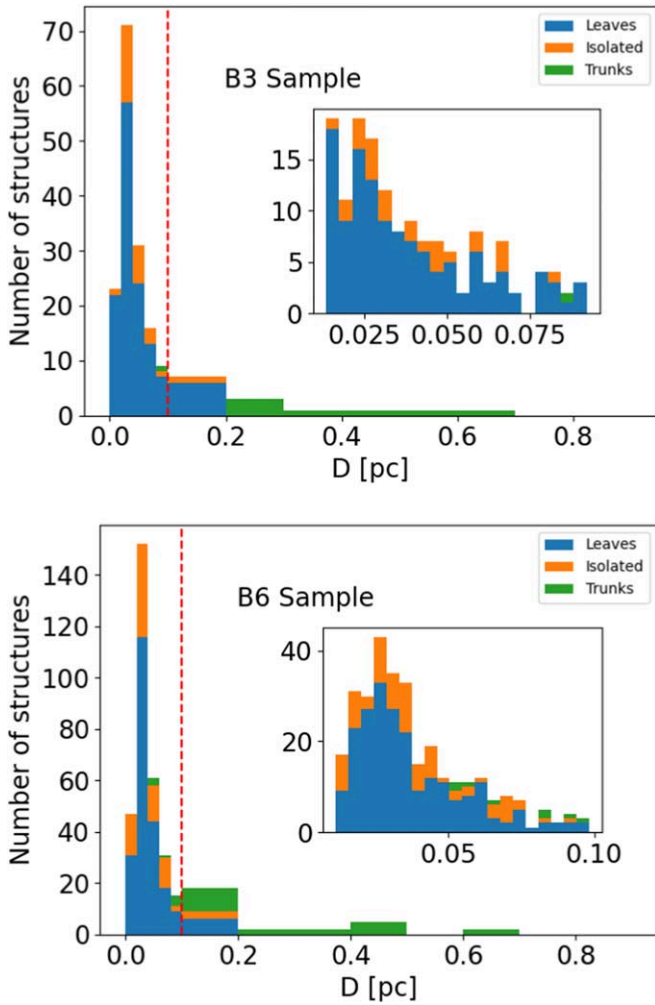 70
60
50
40
30
20
10
0
Number of structures
B3 Sample
Leaves
Isolated
Trunks
15
10
5
0
0.025 0.050 0.075
0.0 0.2 0.4 0.6 0.8
D [pc]
140
120
100
80
60
40
20
0
Number of structures
B6 Sample
Leaves
Isolated
Trunks
40
20
0
0.05 0.10
0.0 0.2 0.4 0.6 0.8
D [pc]